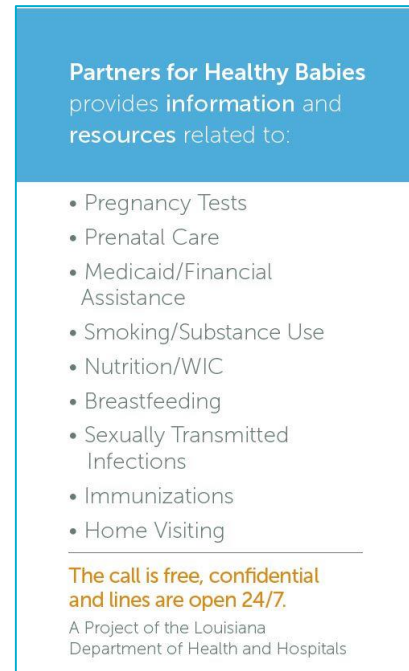 Partners for Healthy Babies
provides information and
resources related to:
• Pregnancy Tests
• Prenatal Care
• Medicaid/Financial
Assistance
• Smoking/Substance Use
• Nutrition/WIC
• Breastfeeding
• Sexually Transmitted
Infections
• Immunizations
• Home Visiting
The call is free, confidential
and lines are open 24/7.
A Project of the Louisiana
Department of Health and Hospitals